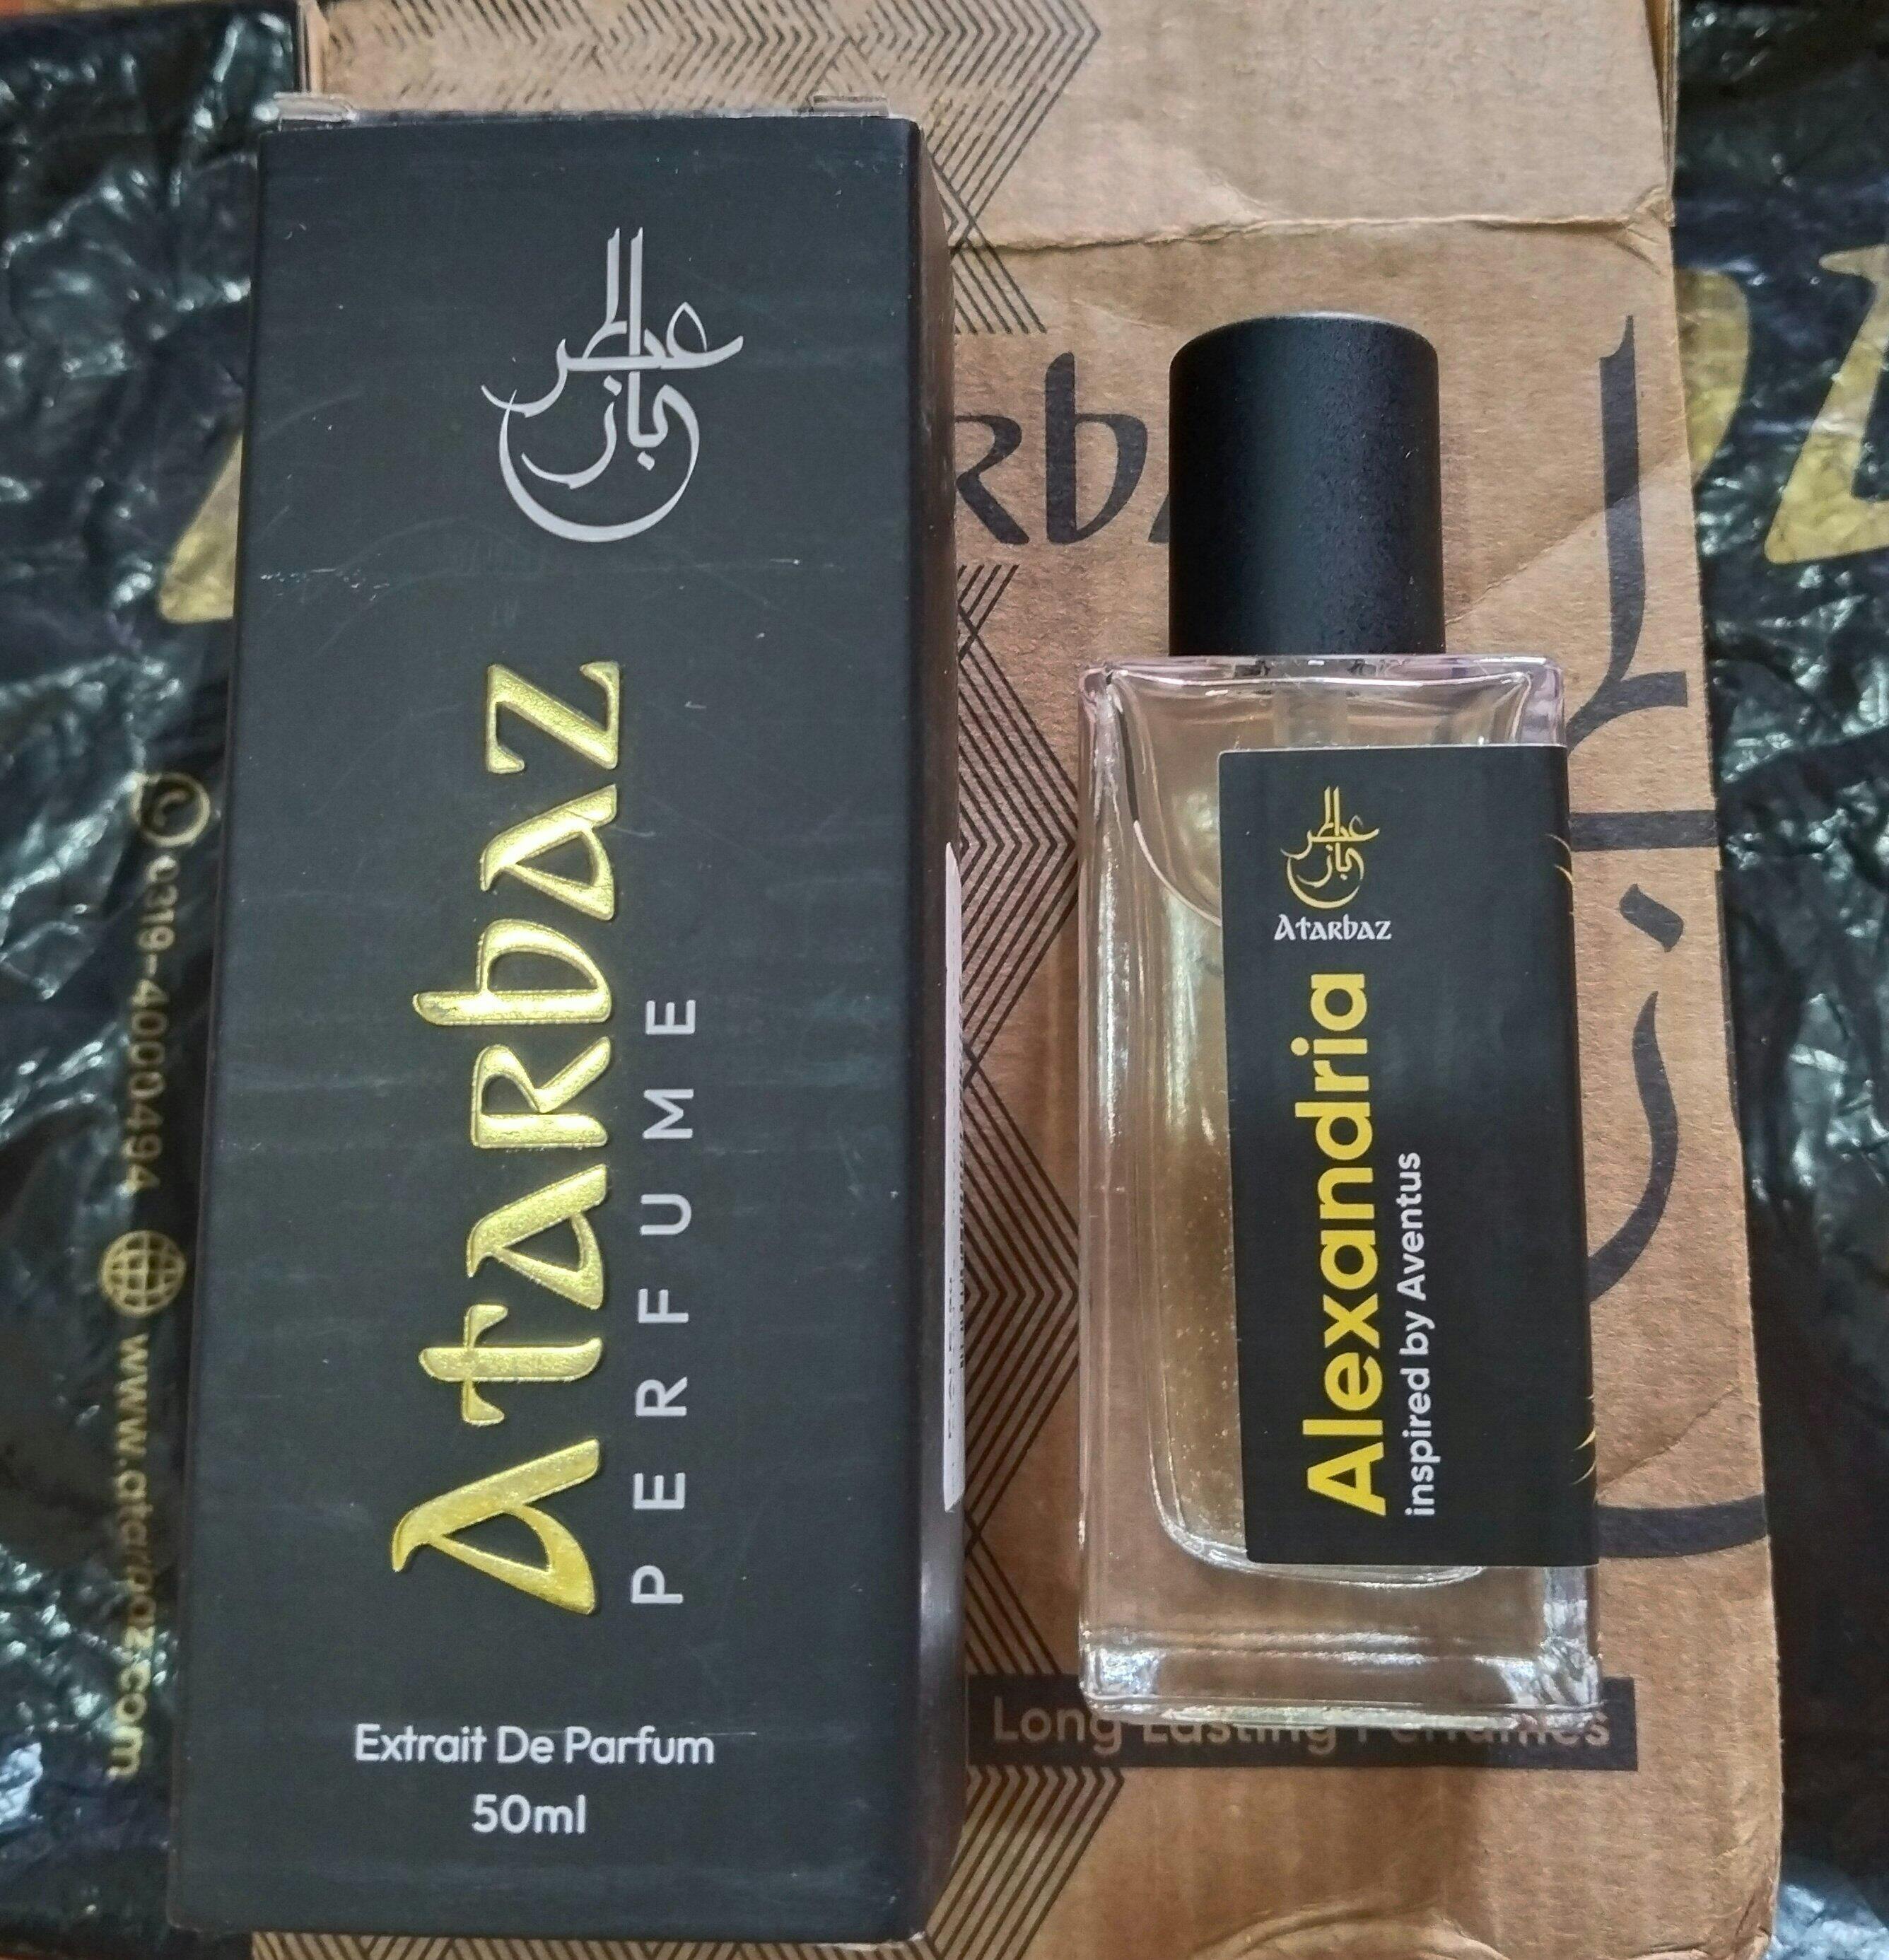 عطر
باز
Atarbaz
PERFUME
Extrait De Parfum
50ml
عطر
باز
Atarbaz
Alexandria
inspired by Aventus
Long Lasting Perfumes
0319-4000494
www.atarbaz.com